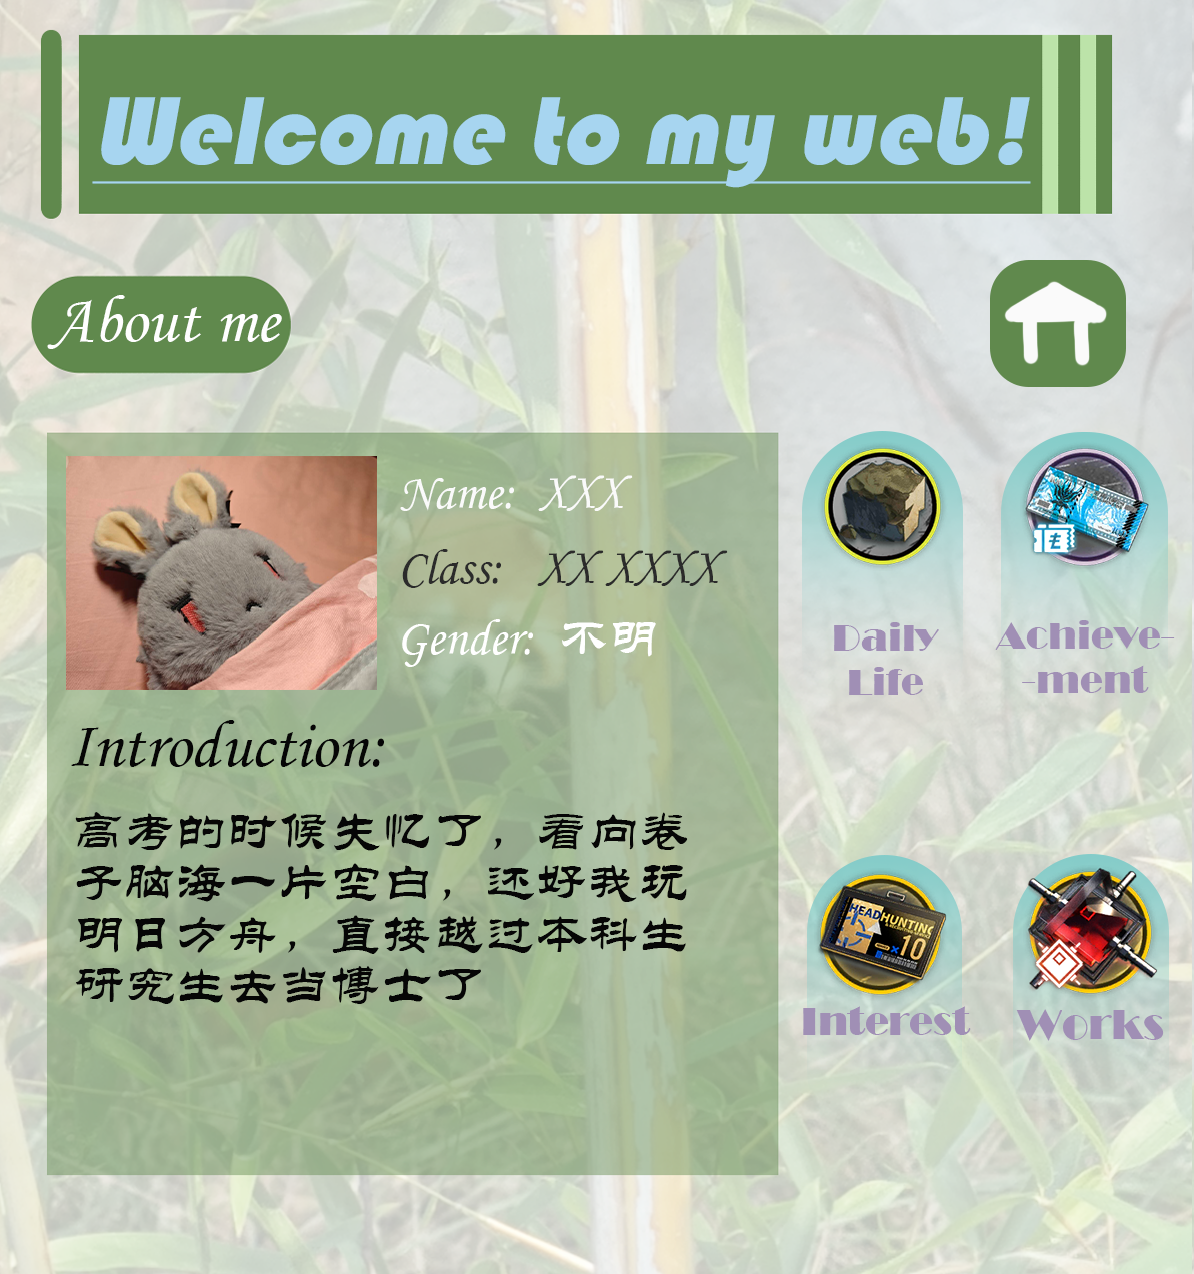 Welcome to my web!
About me
Name: XXX
Class: XX XXXX
Gender: 不明
Introduction:
高考的时候失忆了，看向卷
子脑海一片空白，还好我玩
明日方舟，直接越过本科生
研究生去当博士了
Daily
Life
Achieve-
-ment
HEADHUNTING
×10
Interest
Works